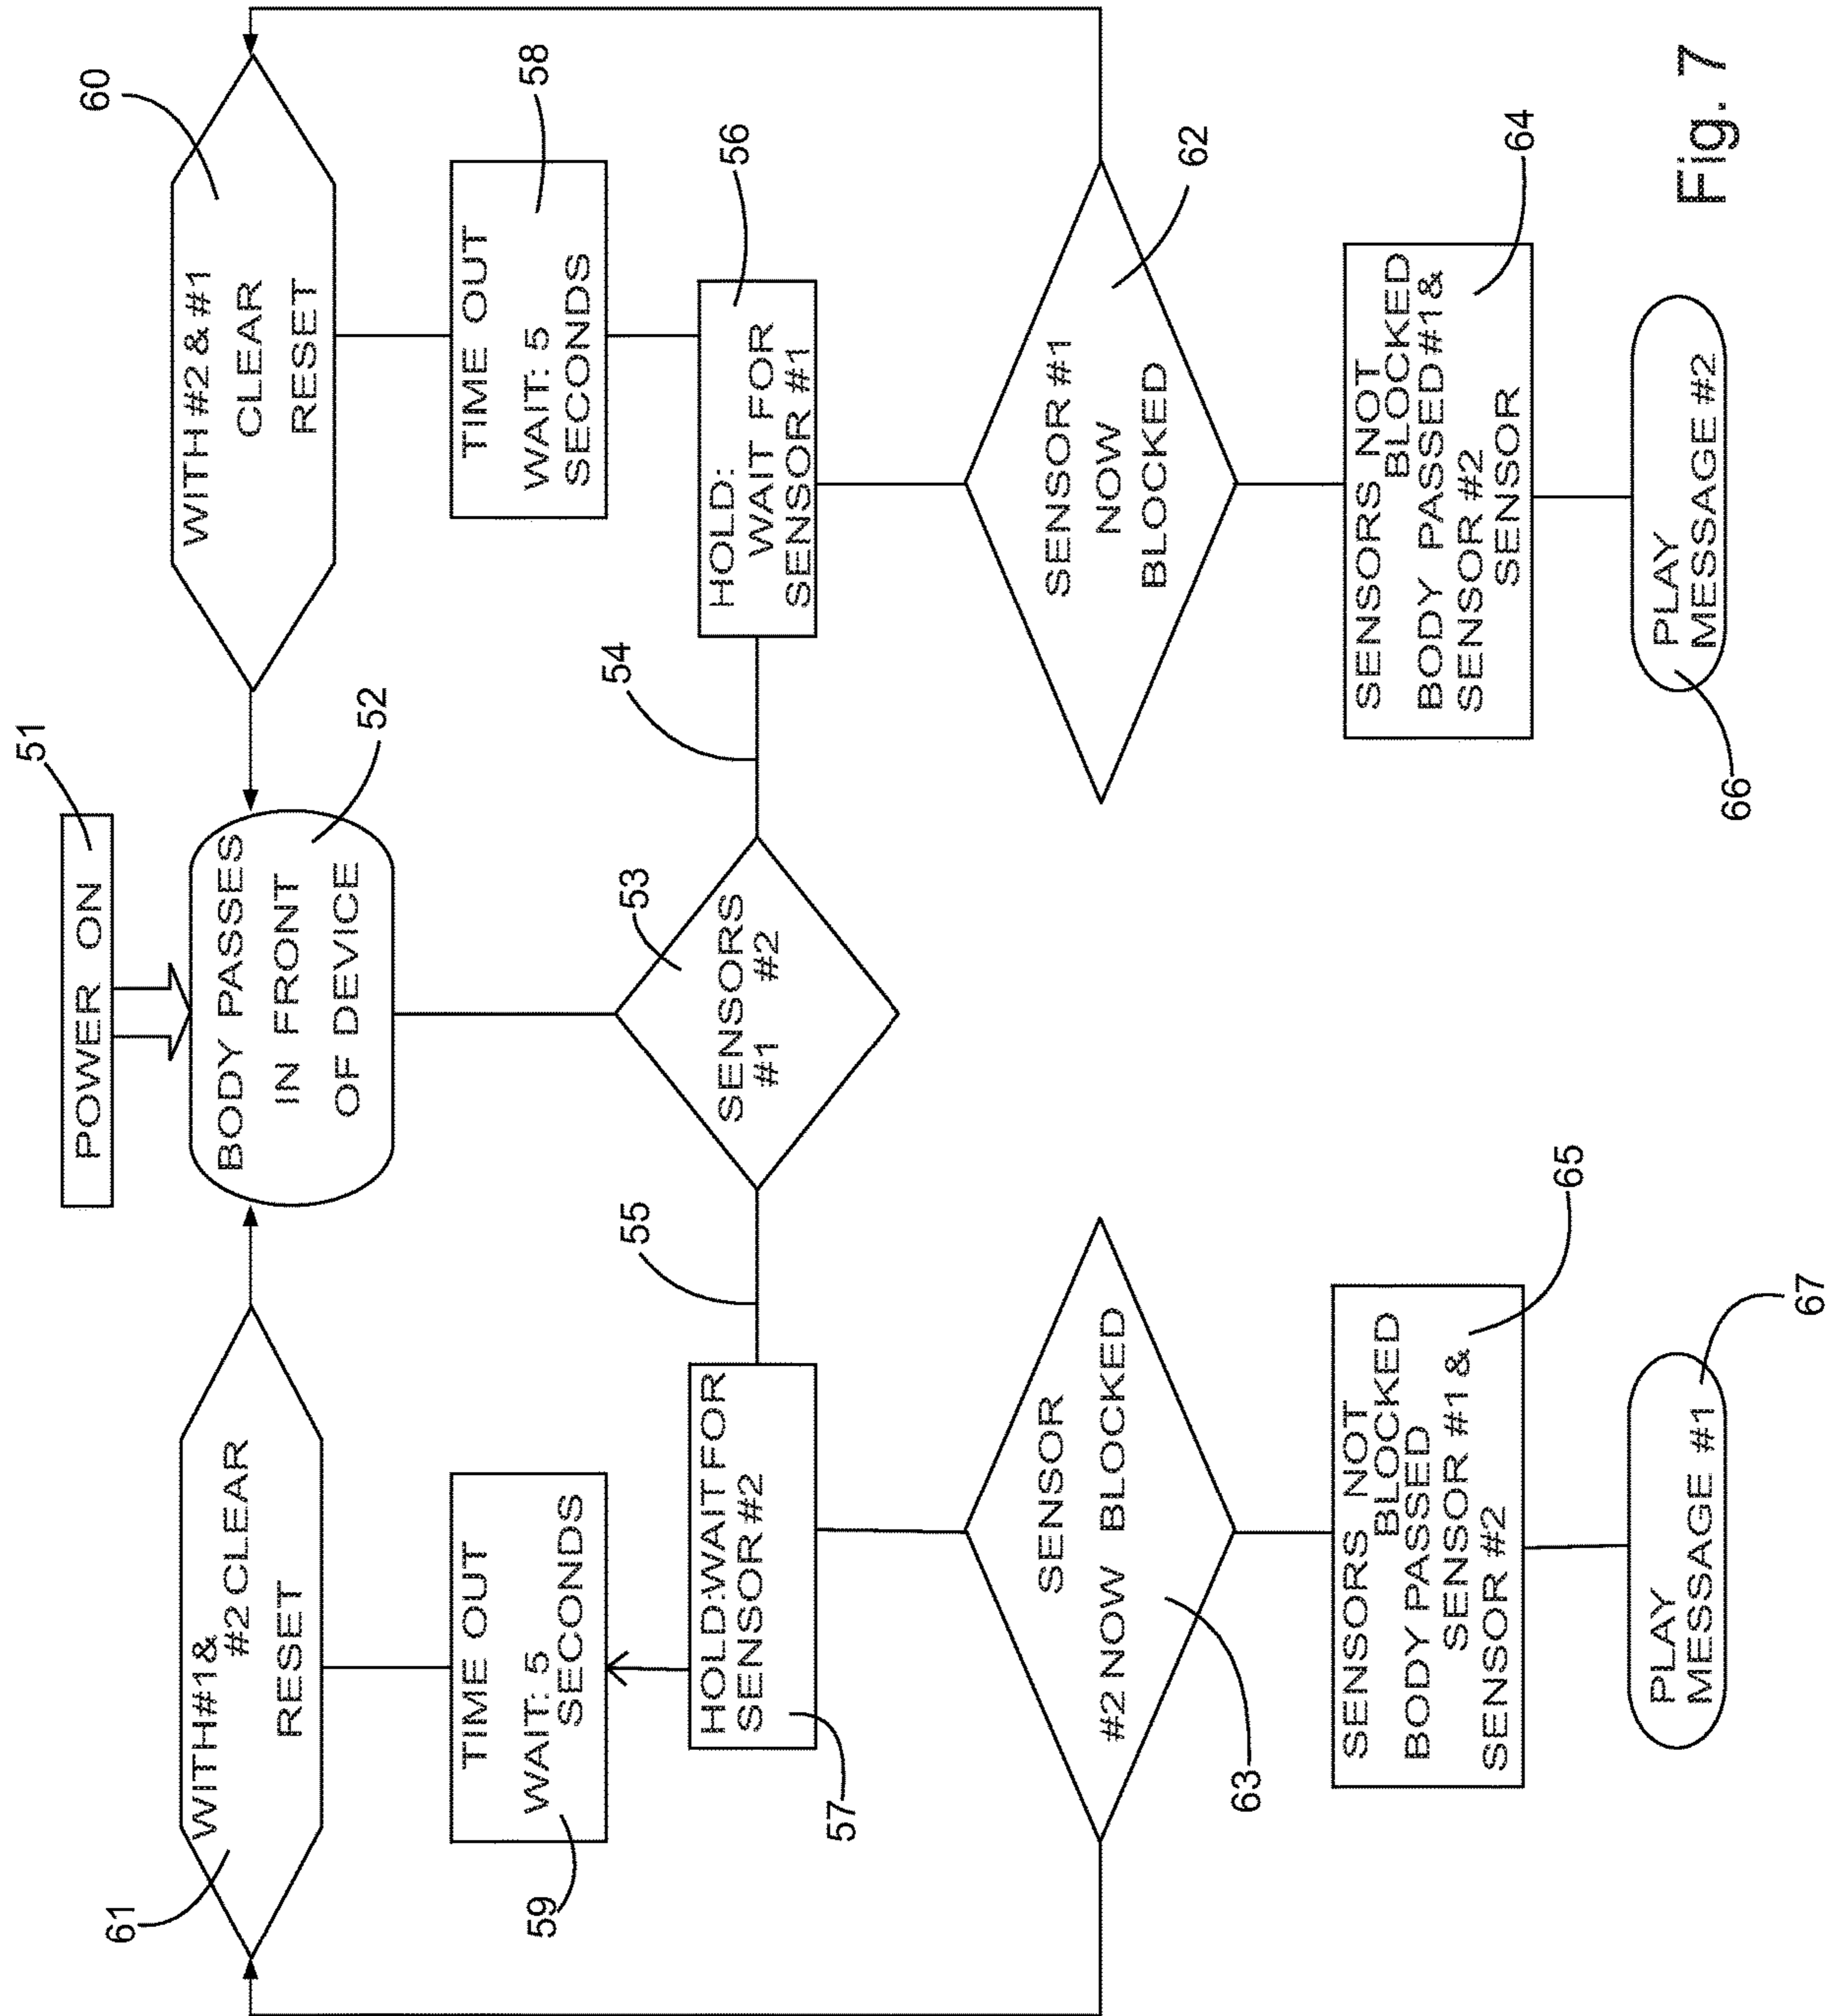 POWER ON
51
BODY PASSES
IN FRONT
OF DEVICE
52
WITH#1&
#2 CLEAR
RESET
61
WITH #2 & #1
CLEAR
RESET
60
TIME OUT
WAIT: 5
SECONDS
59
TIME OUT
WAIT: 5
SECONDS
58
HOLD:WAIT FOR
SENSOR #2
57
55
SENSORS
#1 #2
53
54
HOLD:
WAIT FOR
SENSOR #1
56
SENSOR
#2 NOW BLOCKED
63
SENSOR #1
NOW
BLOCKED
62
SENSORS NOT
BLOCKED
BODY PASSED
SENSOR #1 &
SENSOR #2
65
SENSORS NOT
BLOCKED
BODY PASSED#1&
SENSOR #2
SENSOR
64
PLAY
MESSAGE #1
67
PLAY
MESSAGE #2
66
Fig. 7